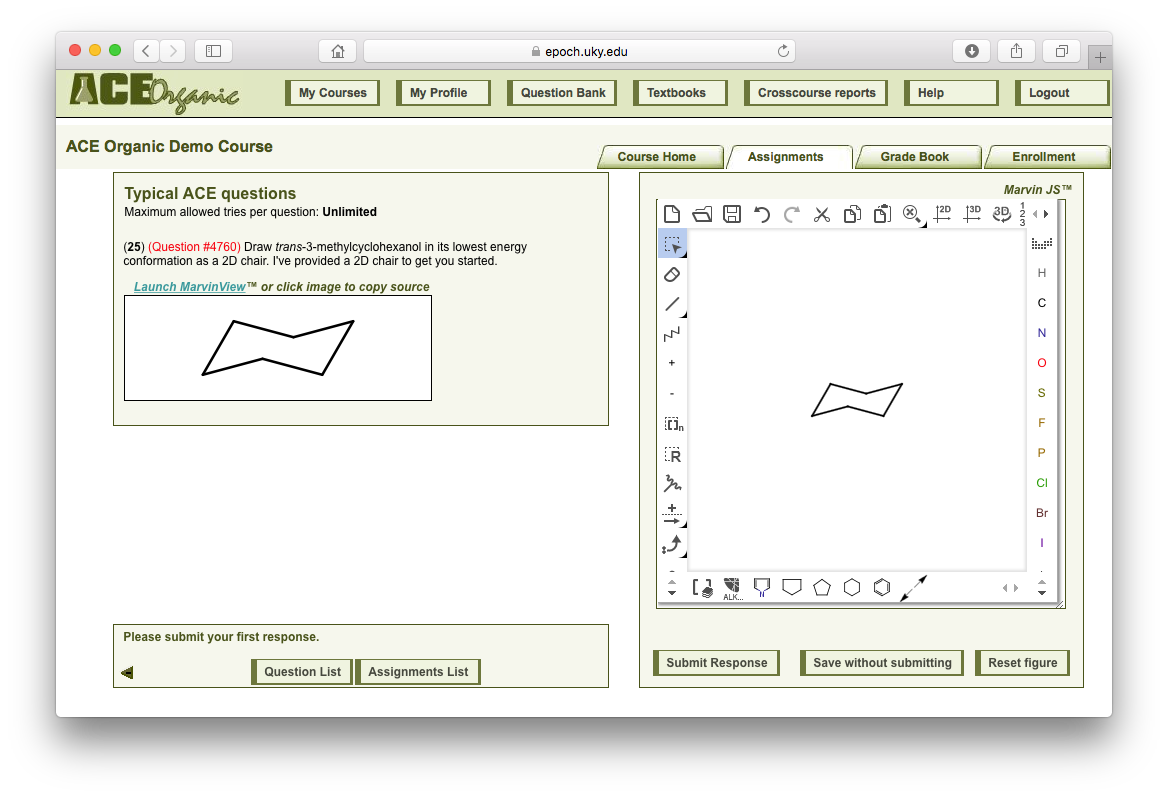 epoch.uky.edu
ACE Organic
My Courses
My Profile
Question Bank
Textbooks
Crosscourse reports
Help
Logout
ACE Organic Demo Course
Course Home
Assignments
Grade Book
Enrollment
Typical ACE questions
Maximum allowed tries per question: Unlimited
(25) (Question #4760) Draw trans-3-methylcyclohexanol in its lowest energy
conformation as a 2D chair. I've provided a 2D chair to get you started.
Launch MarvinView™ or click image to copy source
Please submit your first response.
Question List
Assignments List
Marvin JS™
2D
3D
3D
1
2
3
H
C
N
O
S
F
P
Cl
Br
I
+
-
[ ]n
R
ALK...
N
Submit Response
Save without submitting
Reset figure